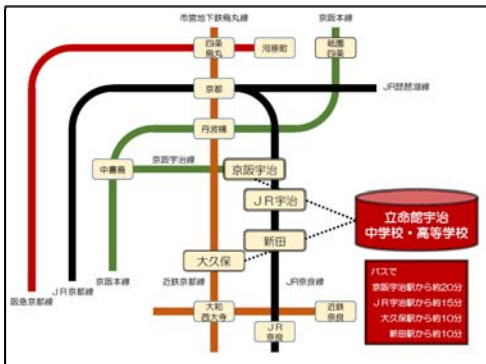 市営地下鉄烏丸線
京阪本線
四条
烏丸
河原町
祇園
四条
京都
JR琵琶湖線
丹波橋
京阪宇治線
中書島
京阪宇治
JR宇治
立命館宇治
中学校・高等学校
新田
大久保
京阪本線
JR京都線
近鉄京都線
JR奈良線
阪急京都線
大和
西大寺
近鉄
奈良
JR
奈良
バスで
京阪宇治駅から約20分
JR宇治駅から約15分
大久保駅から約10分
新田駅から約10分